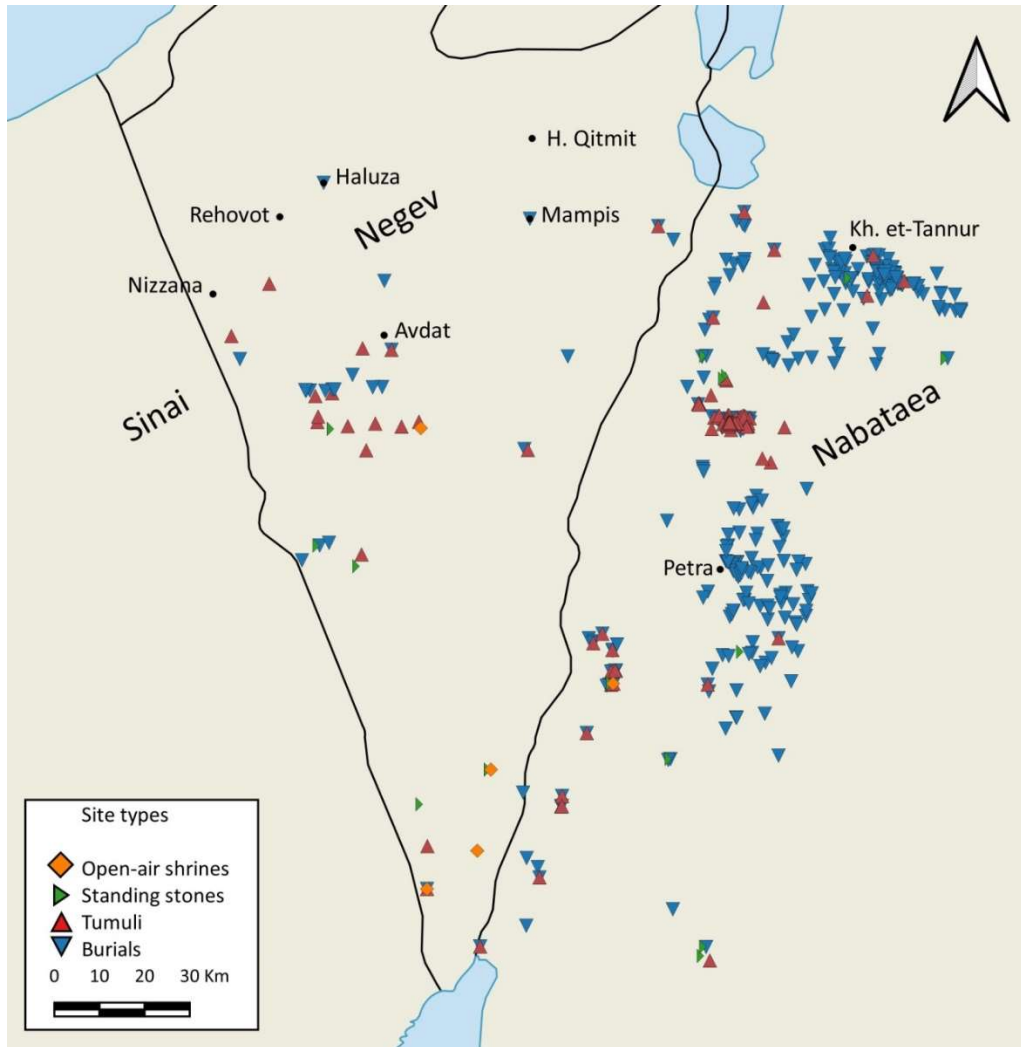 H. Qitmit
Haluza
Rehovot
Negev
Mampis
Kh. et-Tannur
Nizzana
Avdat
Sinai
Nabataea
Petra
Site types
Open-air shrines
Standing stones
Tumuli
Burials
0 10 20 30 Km